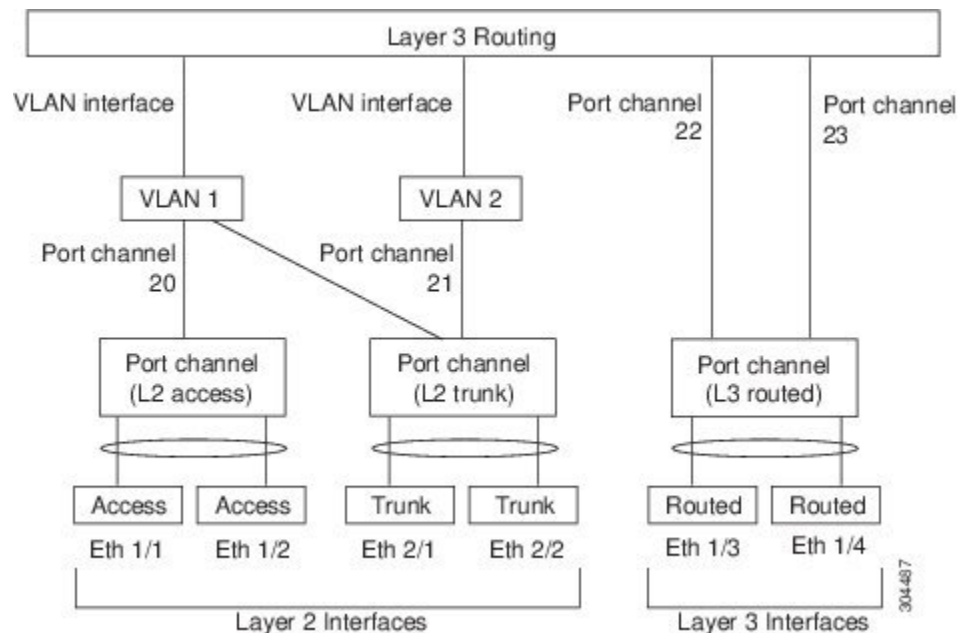 Layer 3 Routing
VLAN interface
VLAN interface
Port channel
22
Port channel
23
VLAN 1
VLAN 2
Port channel
20
Port channel
21
Port channel
(L2 access)
Port channel
(L2 trunk)
Port channel
(L3 routed)
Access
Access
Trunk
Trunk
Routed
Routed
Eth 1/1
Eth 1/2
Eth 2/1
Eth 2/2
Eth 1/3
Eth 1/4
Layer 2 Interfaces
Layer 3 Interfaces
304487